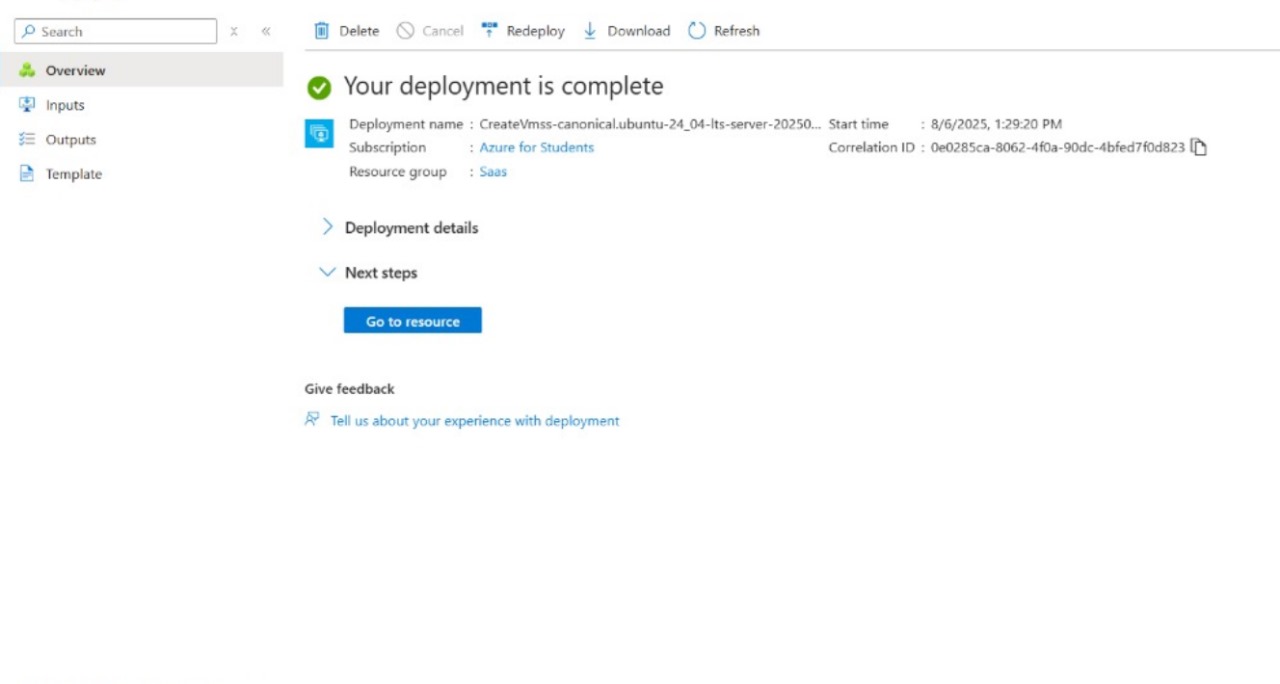 Search
Delete Cancel Redeploy Download Refresh
Overview
Inputs
Outputs
Template
Your deployment is complete
Deployment name : CreateVmss-canonical.ubuntu-24_04-lts-server-20250... Start time : 8/6/2025, 1:29:20 PM
Subscription : Azure for Students Correlation ID : 0e0285ca-8062-4f0a-90dc-4bfed7f0d823
Resource group : Saas
Deployment details
Next steps
Go to resource
Give feedback
Tell us about your experience with deployment